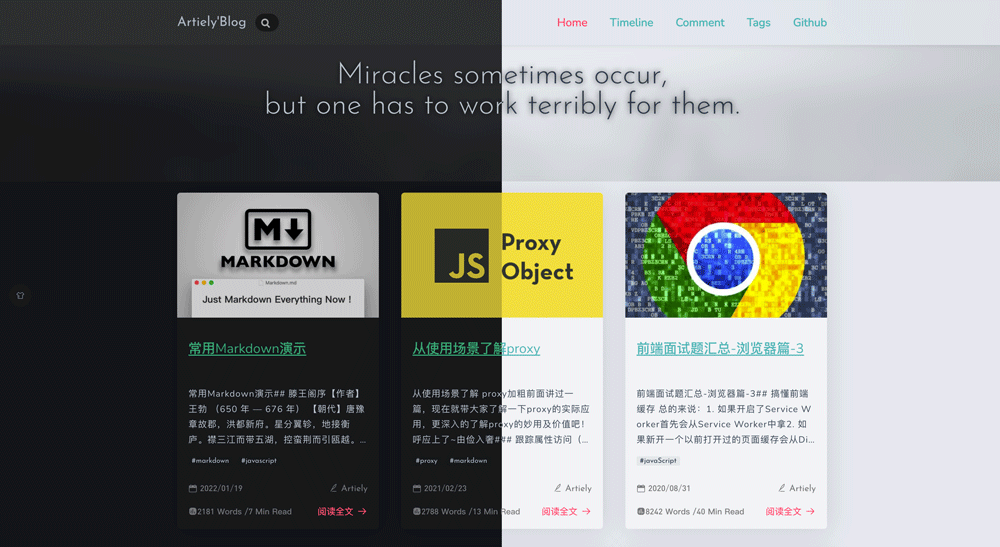 Artiely'Blog
Home Timeline Comment Tags Github
Miracles sometimes occur,
but one has to work terribly for them.
MARKDOWN
Markdown.md
Just Markdown Everything Now !
常用Markdown演示
常用Markdown演示## 滕王阁序【作者】
王勃 （650 年 — 676 年） 【朝代】唐豫
章故郡，洪都新府。星分翼轸，地接衡
庐。襟三江而带五湖，控蛮荆而引瓯越。...
#markdown #javascript
2022/01/19 Artiely
2181 Words /7 Min Read 阅读全文
JS
Proxy
Object
从使用场景了解proxy
从使用场景了解 proxy加粗前面讲过一
篇，现在就带大家了解一下proxy的实际应
用，更深入的了解proxy的妙用及价值吧！
呼应上了~由俭入奢### 跟踪属性访问（...
#proxy #markdown
2021/02/23 Artiely
2788 Words /13 Min Read 阅读全文
前端面试题汇总-浏览器篇-3
前端面试题汇总-浏览器篇-3## 搞懂前端
缓存 总的来说：1. 如果开启了Service W
orker首先会从Service Worker中拿2. 如
果新开一个以前打开过的页面缓存会从Di...
#javaScript
2020/08/31 Artiely
8242 Words /40 Min Read 阅读全文